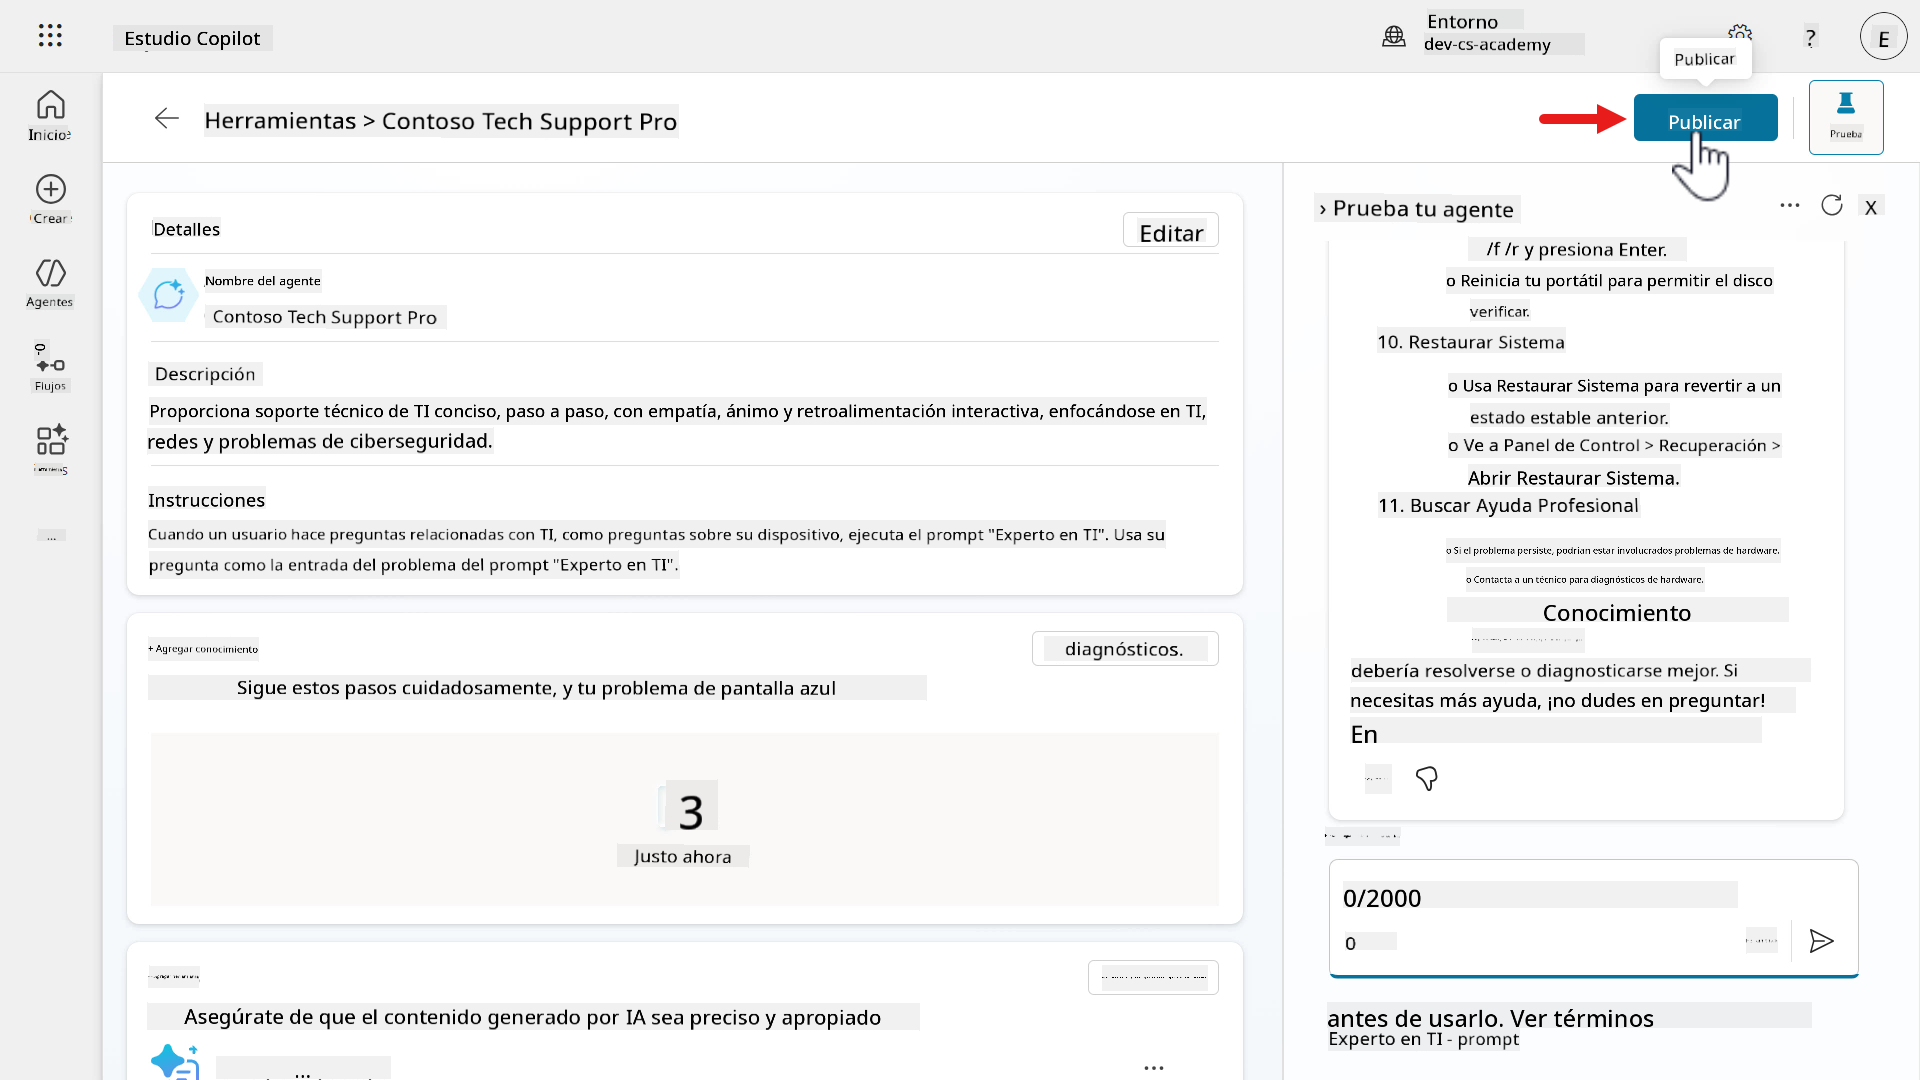 Estudio Copilot
Entorno
dev-cs-academy
?
E
Publicar
Herramientas > Contoso Tech Support Pro
Publicar
Prueba
Inicio
Crear
Agentes
Flujos
Detalles
Editar
Nombre del agente
Contoso Tech Support Pro
Descripción
Proporciona soporte técnico de TI conciso, paso a paso, con empatía, ánimo y retroalimentación interactiva, enfocándose en TI,
redes y problemas de ciberseguridad.
Instrucciones
Cuando un usuario hace preguntas relacionadas con TI, como preguntas sobre su dispositivo, ejecuta el prompt "Experto en TI". Usa su
pregunta como la entrada del problema del prompt "Experto en TI".
+ Agregar conocimiento
diagnósticos.
Sigue estos pasos cuidadosamente, y tu problema de pantalla azul
3
Justo ahora
Asegúrate de que el contenido generado por IA sea preciso y apropiado
...
› Prueba tu agente
... X
/f /r y presiona Enter.
o Reinicia tu portátil para permitir el disco
verificar.
10. Restaurar Sistema
o Usa Restaurar Sistema para revertir a un
estado estable anterior.
o Ve a Panel de Control > Recuperación >
Abrir Restaurar Sistema.
11. Buscar Ayuda Profesional
o Si el problema persiste, podrían estar involucrados problemas de hardware.
o Contacta a un técnico para diagnósticos de hardware.
Conocimiento
debería resolverse o diagnosticarse mejor. Si
necesitas más ayuda, ¡no dudes en preguntar!
En
0/2000
0
antes de usarlo. Ver términos
Experto en TI - prompt